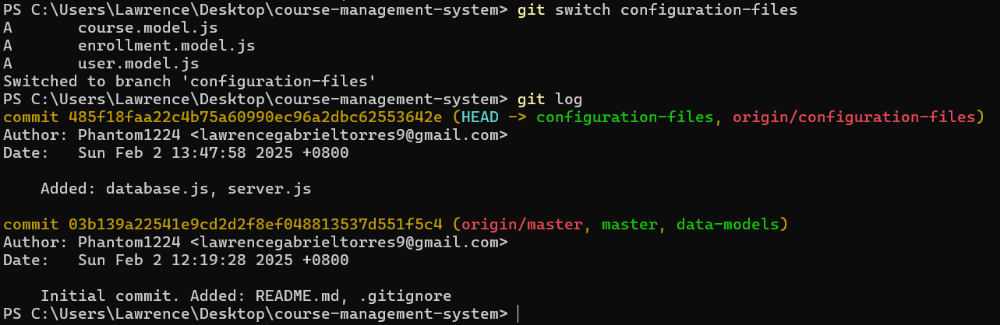 PS C:\Users\Lawrence\Desktop\course-management-system> git switch configuration-files
A       course.model.js
A       enrollment.model.js
A       user.model.js
Switched to branch 'configuration-files'
PS C:\Users\Lawrence\Desktop\course-management-system> git log
commit 485f18faa22c4b75a60990ec96a2dbc62553642e (HEAD -> configuration-files, origin/configuration-files)
Author: Phantom1224 <lawrencegabrieltorres9@gmail.com>
Date:   Sun Feb 2 13:47:58 2025 +0800

    Added: database.js, server.js

commit 03b139a22541e9cd2d2f8ef048813537d551f5c4 (origin/master, master, data-models)
Author: Phantom1224 <lawrencegabrieltorres9@gmail.com>
Date:   Sun Feb 2 12:19:28 2025 +0800

    Initial commit. Added: README.md, .gitignore
PS C:\Users\Lawrence\Desktop\course-management-system>